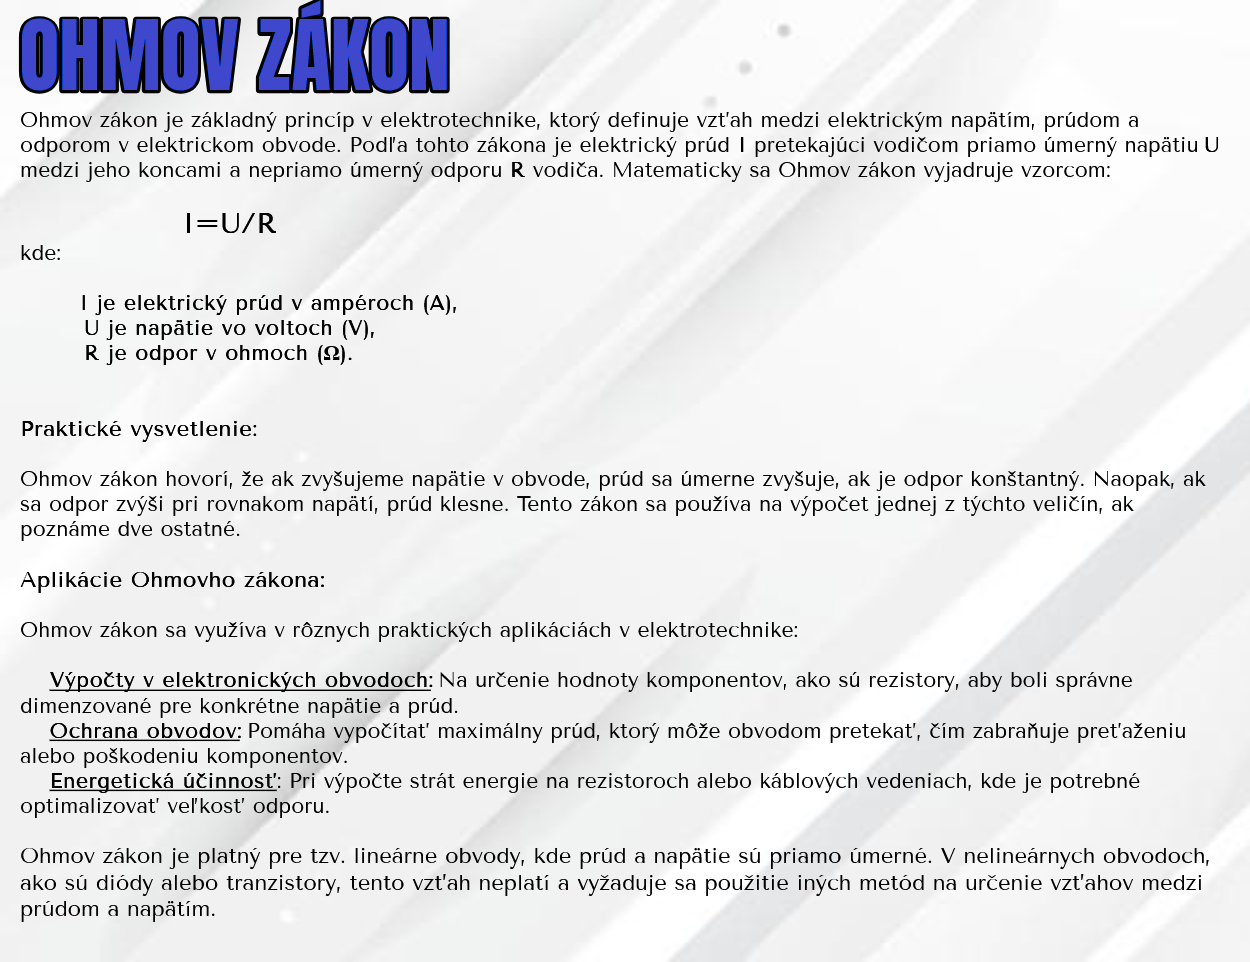 OHMOV ZÁKON
Ohmov zákon je základný princíp v elektrotechnike, ktorý definuje vzťah medzi elektrickým napätím, prúdom a
odporom v elektrickom obvode. Podľa tohto zákona je elektrický prúd I pretekajúci vodičom priamo úmerný napätiu U
medzi jeho koncami a nepriamo úmerný odporu R vodiča. Matematicky sa Ohmov zákon vyjadruje vzorcom:
I=U/R
kde:
I je elektrický prúd v ampéroch (A),
U je napätie vo voltoch (V),
R je odpor v ohmoch (Ω).
Praktické vysvetlenie:
Ohmov zákon hovorí, že ak zvyšujeme napätie v obvode, prúd sa úmerne zvyšuje, ak je odpor konštantný. Naopak, ak
sa odpor zvýši pri rovnakom napätí, prúd klesne. Tento zákon sa používa na výpočet jednej z týchto veličín, ak
poznáme dve ostatné.
Aplikácie Ohmovho zákona:
Ohmov zákon sa využíva v rôznych praktických aplikáciách v elektrotechnike:
Výpočty v elektronických obvodoch: Na určenie hodnoty komponentov, ako sú rezistory, aby boli správne
dimenzované pre konkrétne napätie a prúd.
Ochrana obvodov: Pomáha vypočítať maximálny prúd, ktorý môže obvodom pretekať, čím zabraňuje preťaženiu
alebo poškodeniu komponentov.
Energetická účinnosť: Pri výpočte strát energie na rezistoroch alebo káblových vedeniach, kde je potrebné
optimalizovať veľkosť odporu.
Ohmov zákon je platný pre tzv. lineárne obvody, kde prúd a napätie sú priamo úmerné. V nelineárnych obvodoch,
ako sú diódy alebo tranzistory, tento vzťah neplatí a vyžaduje sa použitie iných metód na určenie vzťahov medzi
prúdom a napätím.